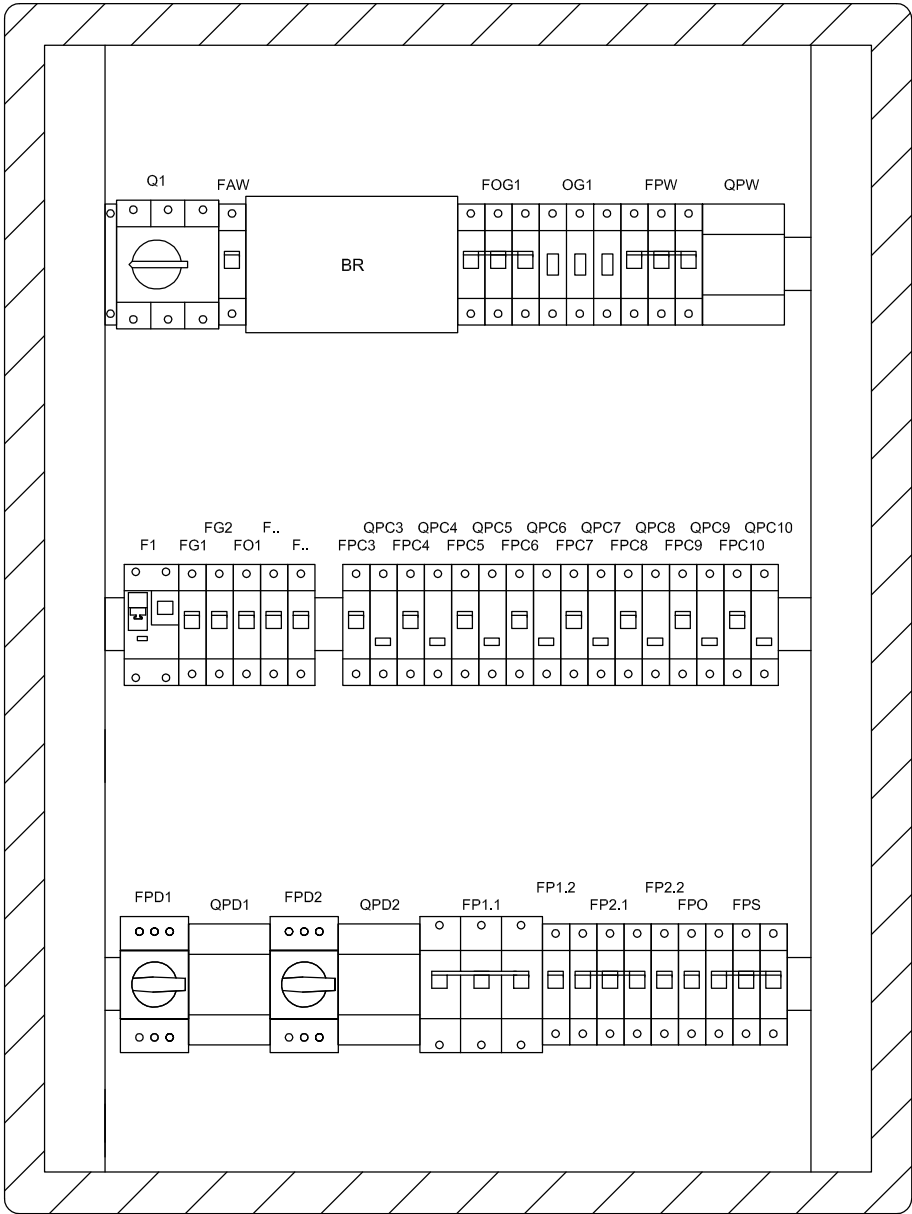 Q1 FAW FOG1 OG1 FPW QPW
BR
FG2 F.. QPC3 QPC4 QPC5 QPC6 QPC7 QPC8 QPC9 QPC10
F1 FG1 FO1 F.. FPC3 FPC4 FPC5 FPC6 FPC7 FPC8 FPC9 FPC10
FP1.2 FP2.2
FPD1 QPD1 FPD2 QPD2 FP1.1 FP2.1 FPO FPS